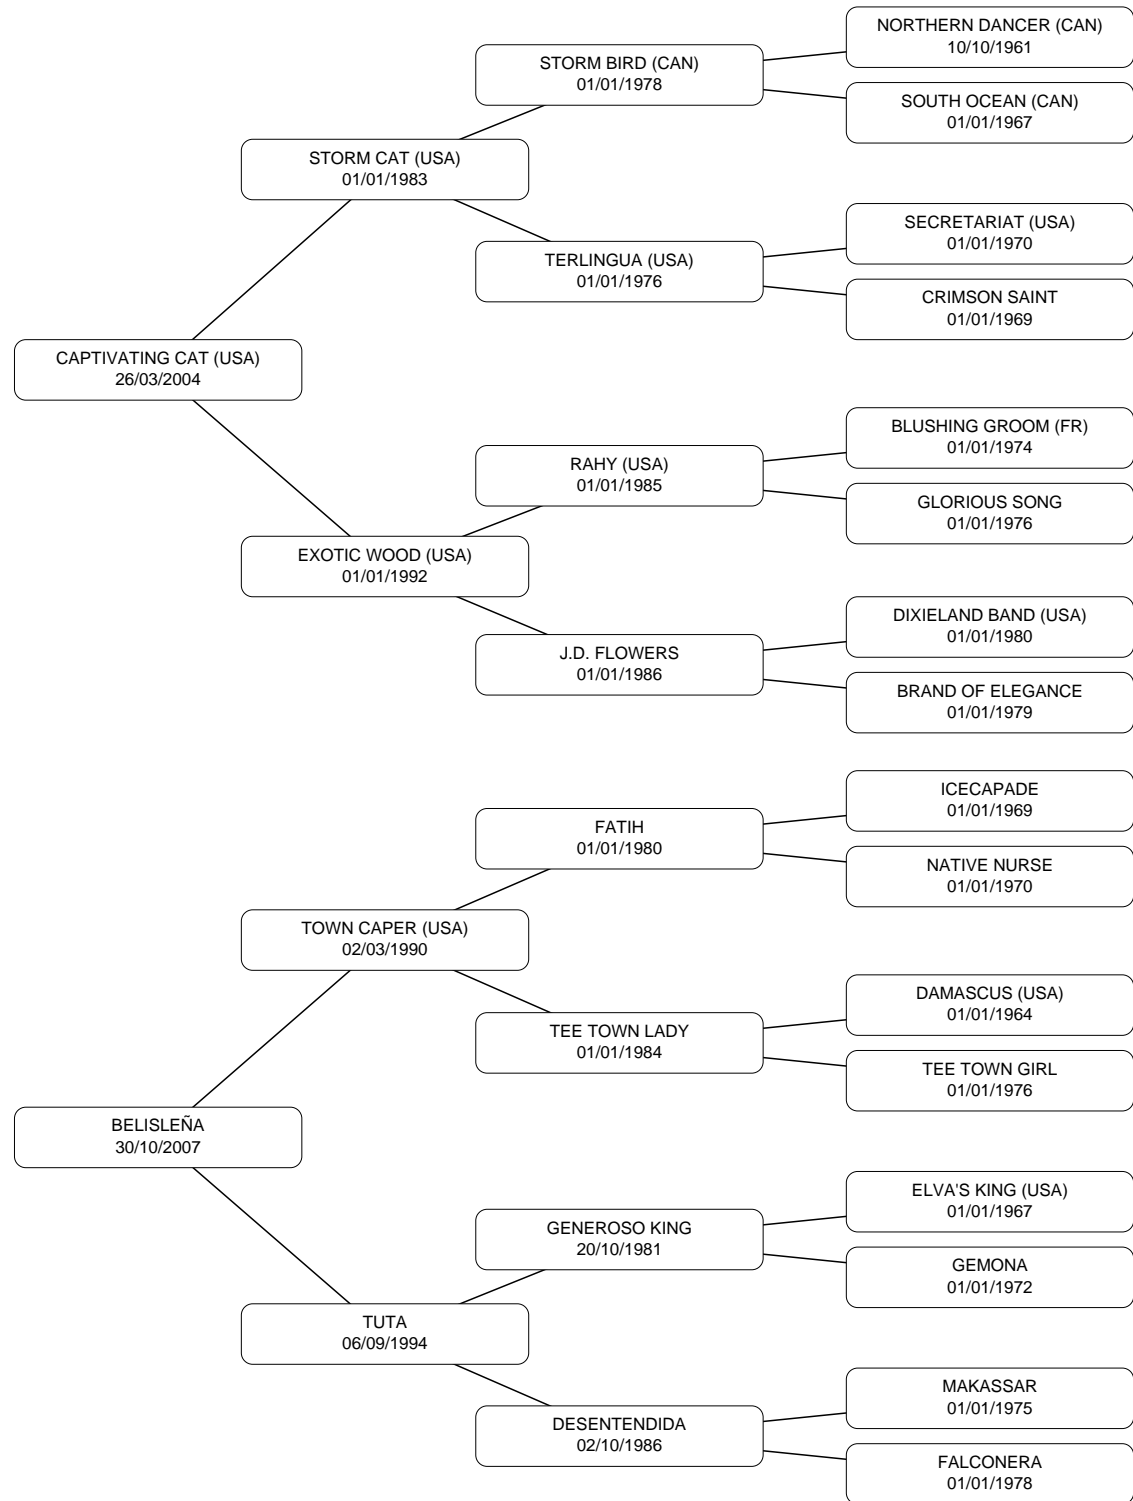 NORTHERN DANCER (CAN)
10/10/1961
STORM BIRD (CAN)
01/01/1978
SOUTH OCEAN (CAN)
01/01/1967
STORM CAT (USA)
01/01/1983
SECRETARIAT (USA)
01/01/1970
TERLINGUA (USA)
01/01/1976
CRIMSON SAINT
01/01/1969
CAPTIVATING CAT (USA)
26/03/2004
BLUSHING GROOM (FR)
01/01/1974
RAHY (USA)
01/01/1985
GLORIOUS SONG
01/01/1976
EXOTIC WOOD (USA)
01/01/1992
DIXIELAND BAND (USA)
01/01/1980
J.D. FLOWERS
01/01/1986
BRAND OF ELEGANCE
01/01/1979
ICECAPADE
01/01/1969
FATIH
01/01/1980
NATIVE NURSE
01/01/1970
TOWN CAPER (USA)
02/03/1990
DAMASCUS (USA)
01/01/1964
TEE TOWN LADY
01/01/1984
TEE TOWN GIRL
01/01/1976
BELISLEÑA
30/10/2007
ELVA'S KING (USA)
01/01/1967
GENEROSO KING
20/10/1981
GEMONA
01/01/1972
TUTA
06/09/1994
MAKASSAR
01/01/1975
DESENTENDIDA
02/10/1986
FALCONERA
01/01/1978